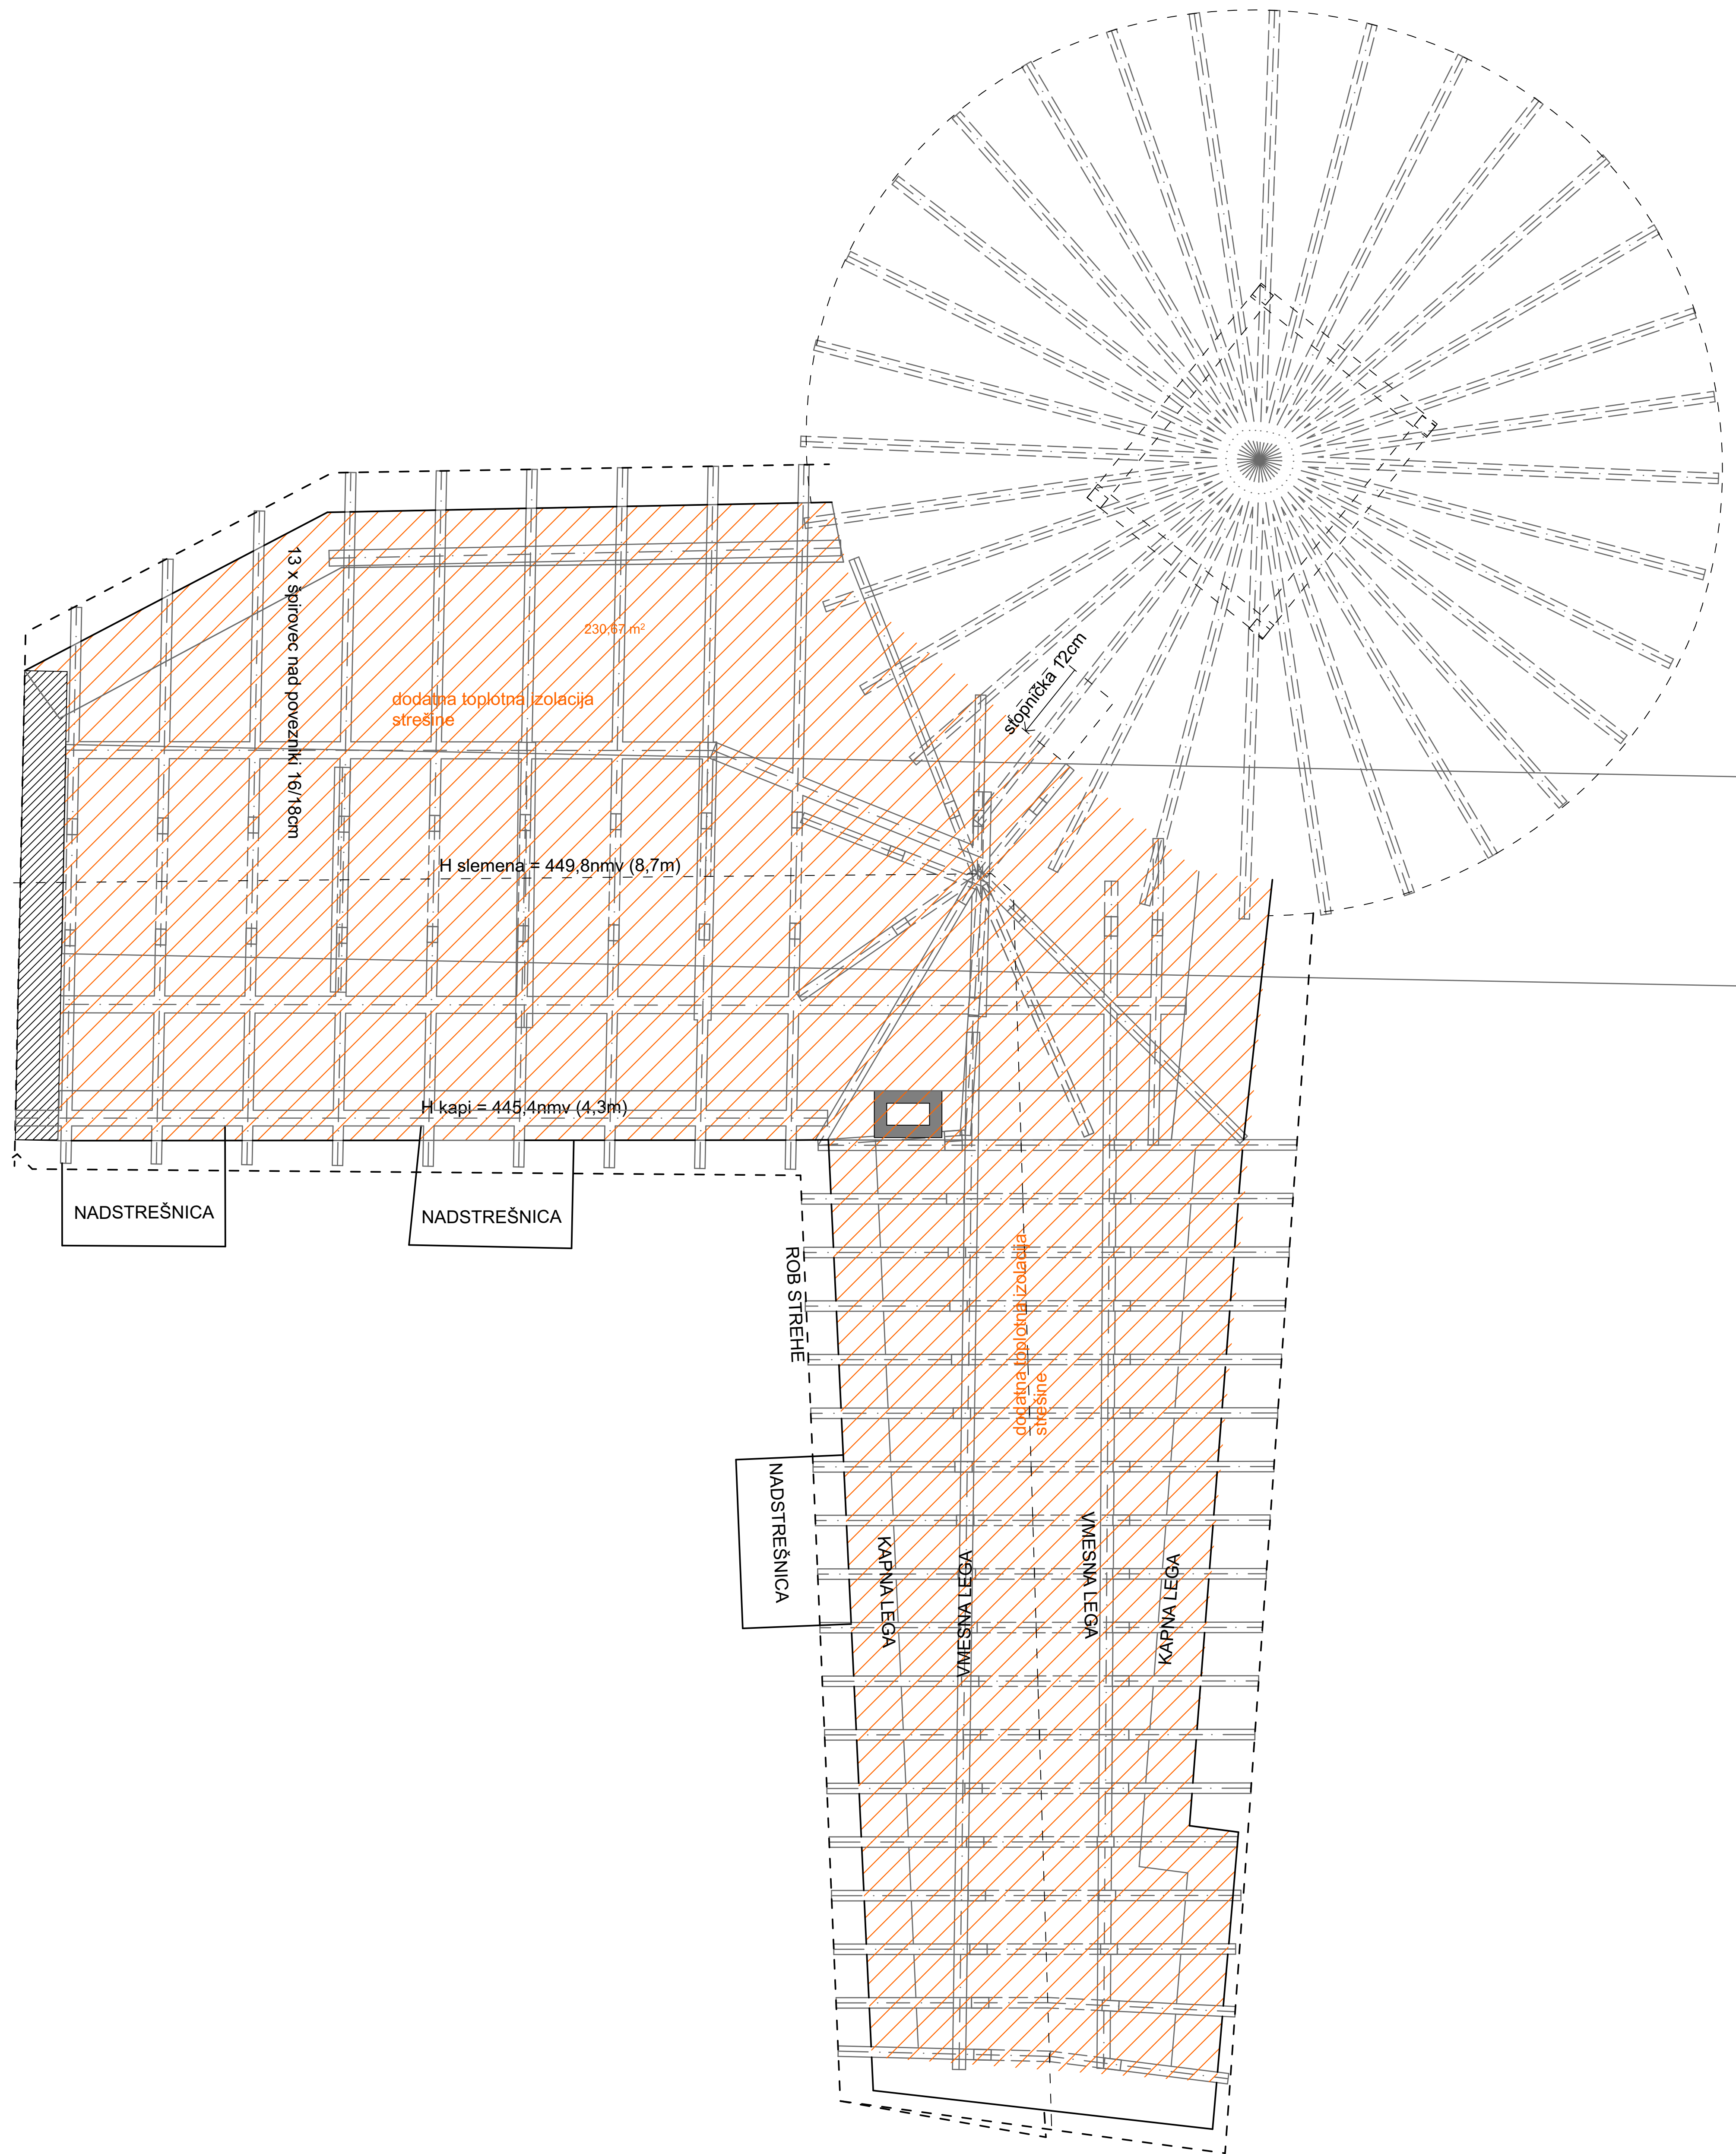 13 x špirovec nad povezniki 16/18cm
230,67 m²
dodatna toplotna izolacija
strešine
stopnička 12cm
H slemena = 449,8nmv (8,7m)
H kapi = 445,4nmv (4,3m)
NADSTREŠNICA
NADSTREŠNICA
ROB STREHE
dodatna toplotna izolacija
strešine
NADSTREŠNICA
KAPNA LEGA
VMESNA LEGA
VMESNA LEGA
KAPNA LEGA